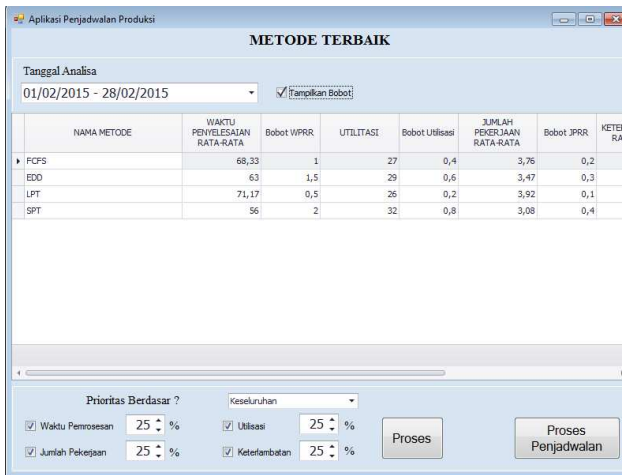 Aplikasi Penjadwalan Produksi
METODE TERBAIK
Tanggal Analisa
01/02/2015 - 28/02/2015
Tampilkan Bobot
NAMA METODE
WAKTU
PENYELESAIAN
RATA-RATA
Bobot WPRR
UTILITASI
Bobot Utilisasi
JUMLAH
PEKERJAAN
RATA-RATA
Bobot JPRR
FCFS 68,33 1 27 0,4 3,76 0,2
EDD 63 1,5 29 0,6 3,47 0,3
LPT 71,17 0,5 26 0,2 3,92 0,1
SPT 56 2 32 0,8 3,08 0,4
Prioritas Berdasar ?
Keseluruhan
Waktu Pemrosesan 25 %
Utilisasi 25 %
Jumlah Pekerjaan 25 %
Keterlambatan 25 %
Proses
Proses
Penjadwalan